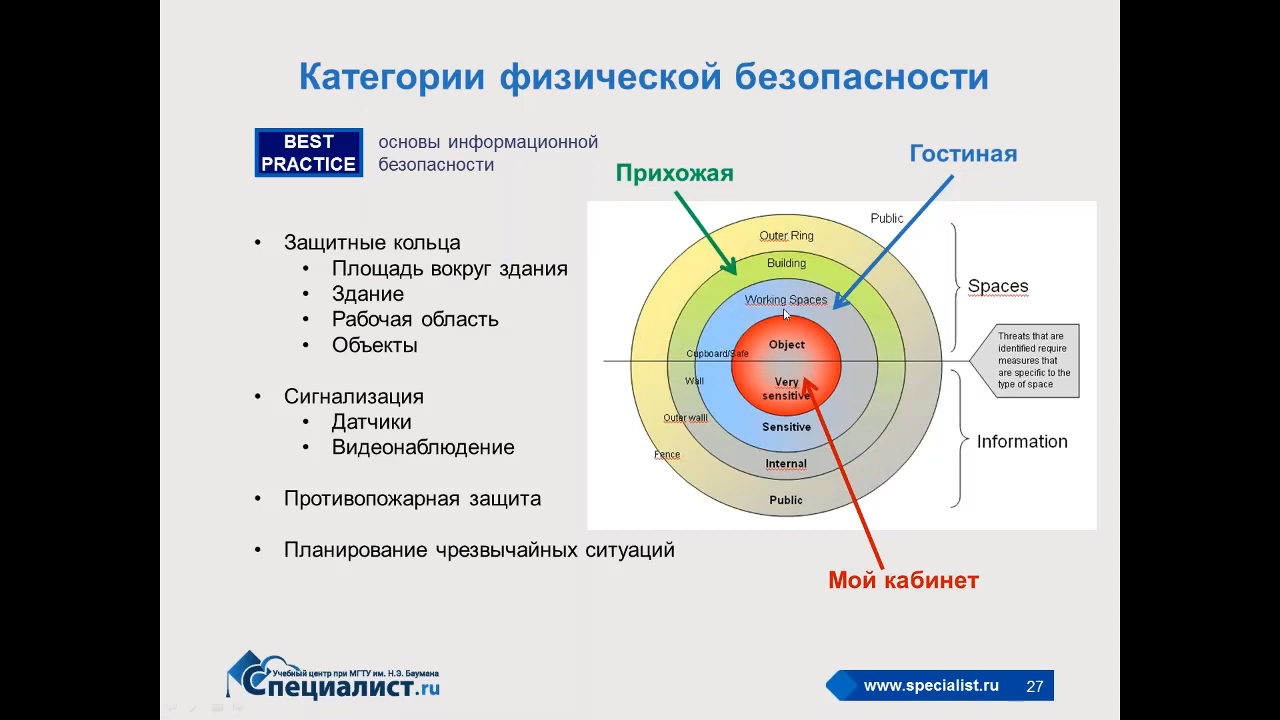 Категории физической безопасности
BEST
PRACTICE
основы информационной
безопасности
Прихожая
Гостиная
• Защитные кольца
• Площадь вокруг здания
• Здание
• Рабочая область
• Объекты
• Сигнализация
• Датчики
• Видеонаблюдение
• Противопожарная защита
• Планирование чрезвычайных ситуаций
Public
Outer Ring
Building
Working Spaces
Object
Cupboard/Safe
Very
sensitive
Wall
Outer walll
Sensitive
Fence
Internal
Public
Spaces
Threats that are
identified require
measures that
are specific to the
type of space
Information
Мой кабинет
Учебный центр при МГТУ им. Н.Э. Баумана
Специалист.ru
www.specialist.ru
27